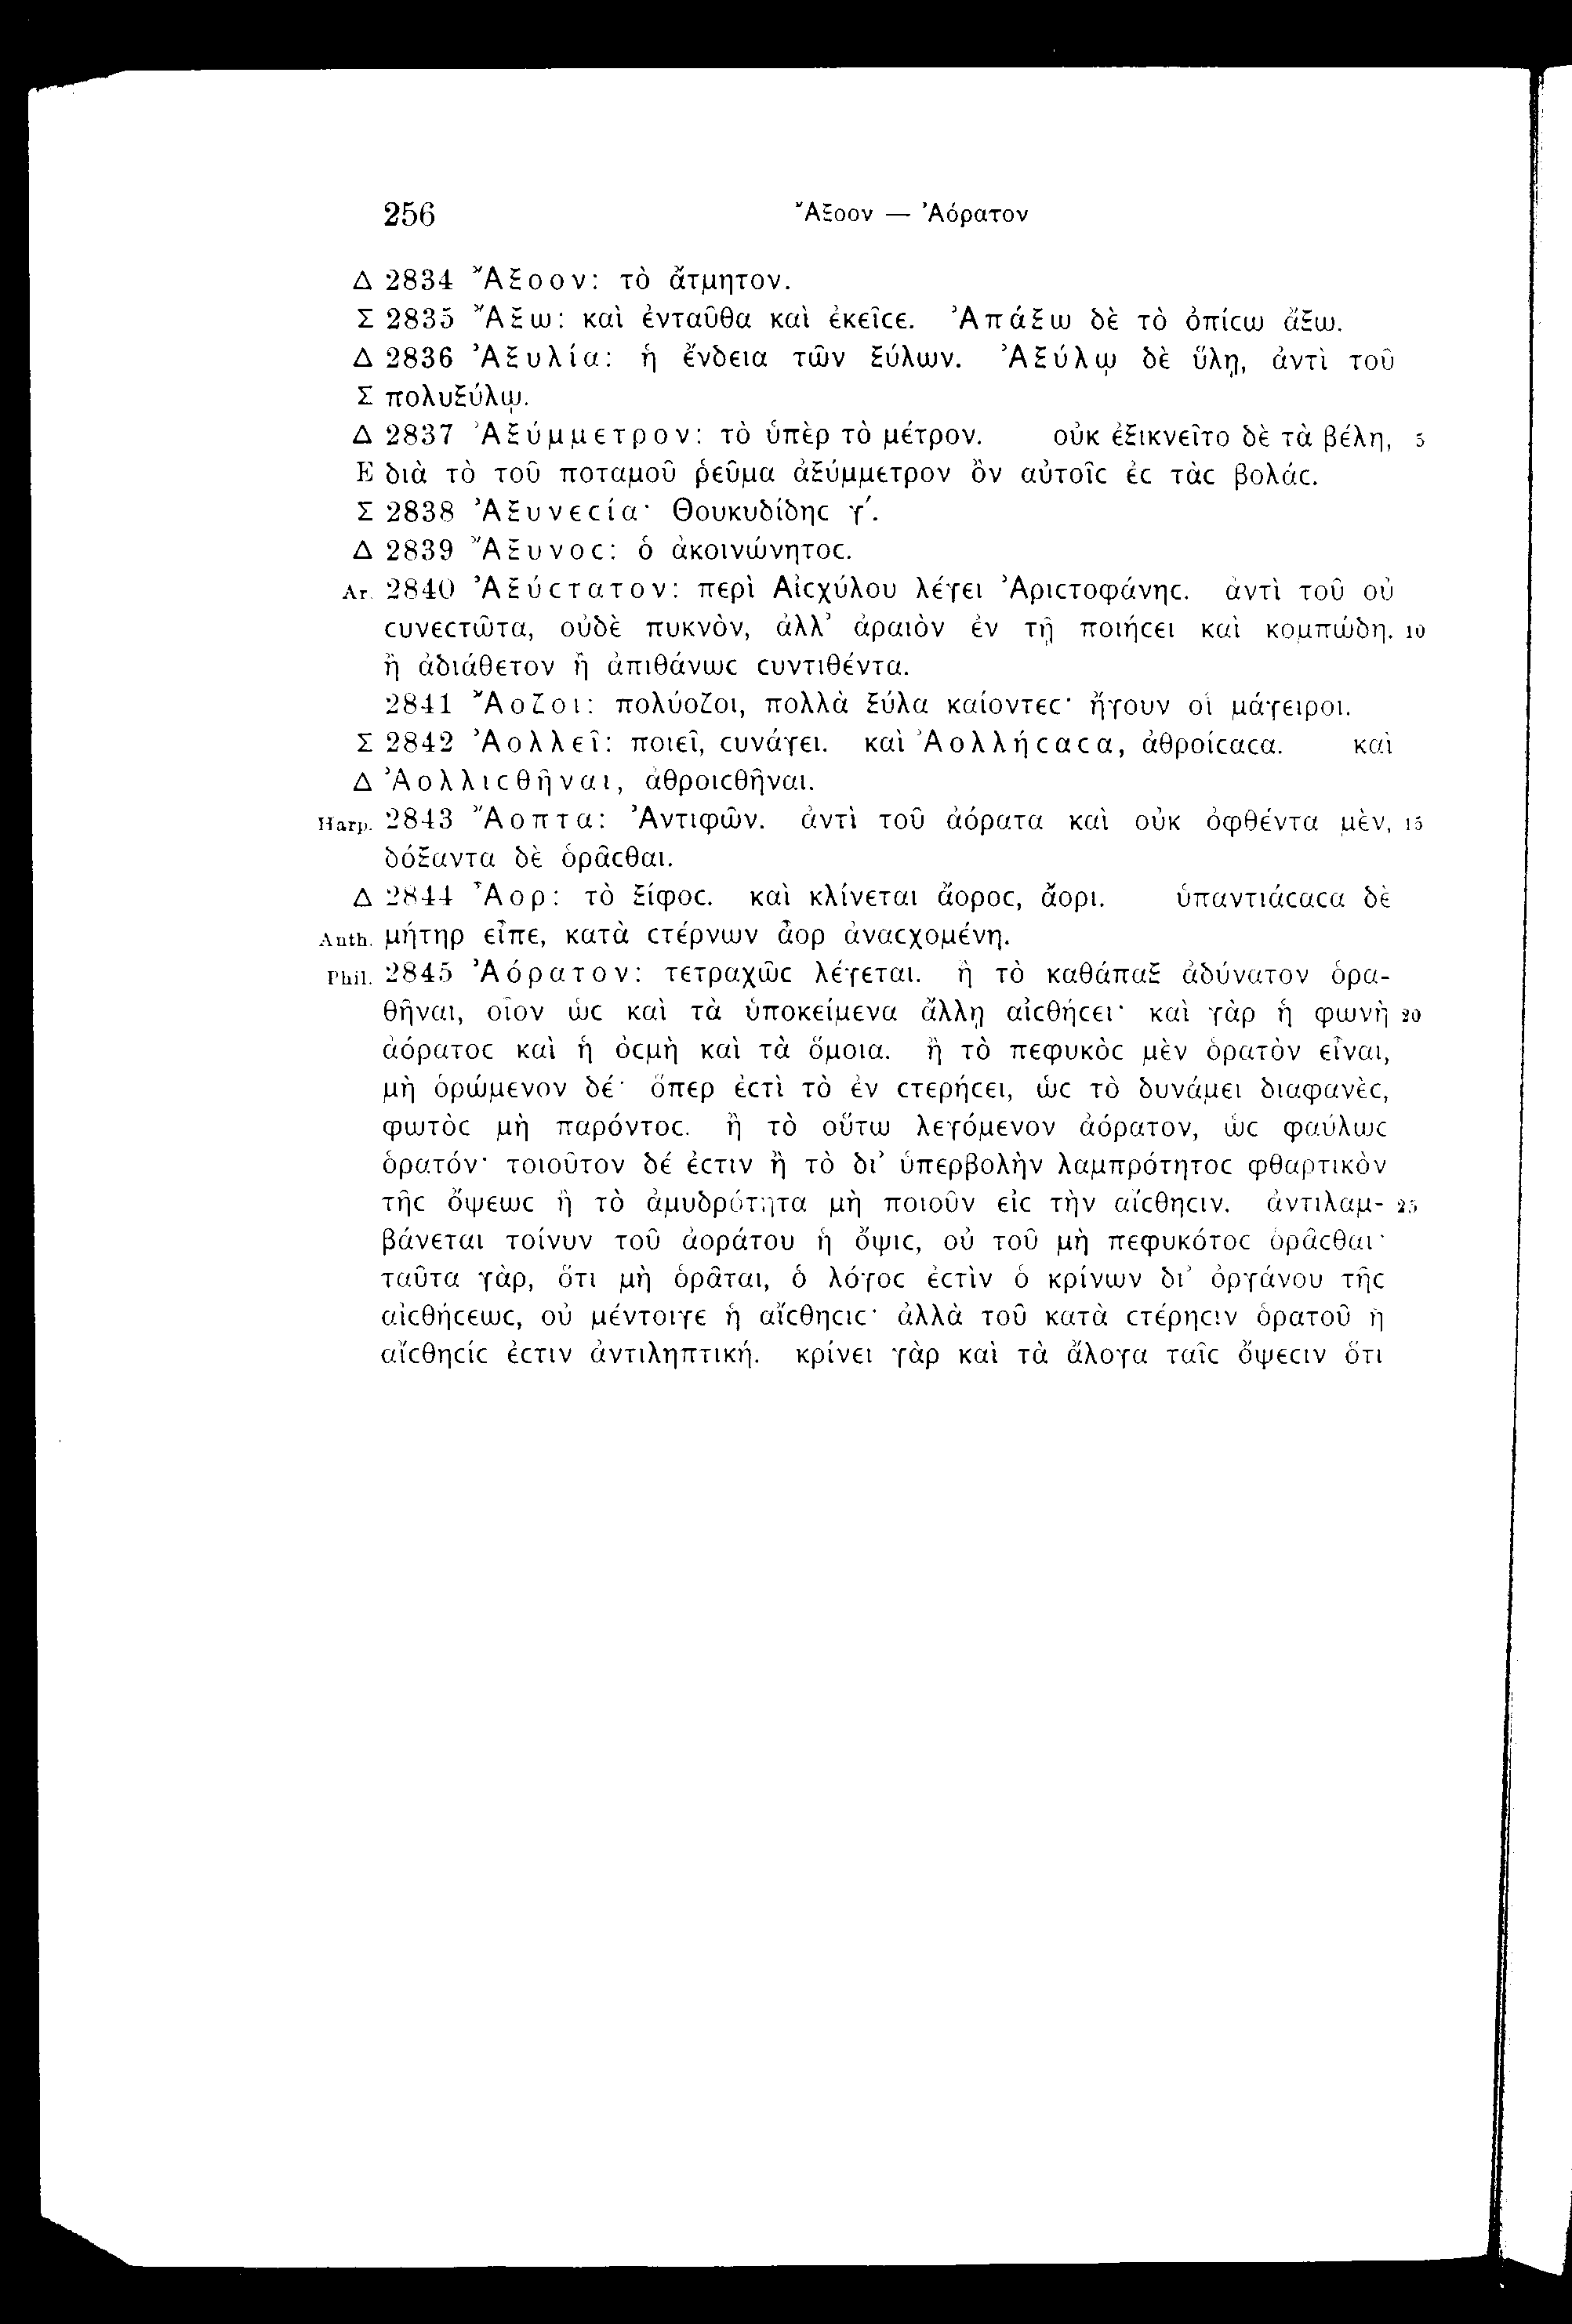 256 Ἄξοον — Ἀόρατον
Δ 2834 Ἄξοον: τὸ ἄτμητον.
Σ 2835 Ἄξω: καὶ ἐνταῦθα καὶ ἐκεῖϲε. Ἀπάξω δὲ τὸ ὀπίϲω ἄξω.
Δ 2836 Ἀξυλία: ἡ ἔνδεια τῶν ξύλων. Ἀξύλῳ δὲ ὕλῃ, ἀντὶ τοῦ
Σ πολυξύλῳ.
Δ 2837 Ἀξύμμετρον: τὸ ὑπὲρ τὸ μέτρον. οὐκ ἐξικνεῖτο δὲ τὰ βέλη, 5
E διὰ τὸ τοῦ ποταμοῦ ῥεῦμα ἀξύμμετρον ὂν αὐτοῖϲ ἐϲ τὰϲ βολάϲ.
Σ 2838 Ἀξυνεϲία· Θουκυδίδηϲ γ′.
Δ 2839 Ἄξυνοϲ: ὁ ἀκοινώνητοϲ.
Ar. 2840 Ἀξύϲτατον: περὶ Αἰϲχύλου λέγει Ἀριϲτοφάνηϲ. ἀντὶ τοῦ οὐ
ϲυνεϲτῶτα, οὐδὲ πυκνὸν, ἀλλ’ ἀραιὸν ἐν τῇ ποιήϲει καὶ κομπώδη. 10
ἢ ἀδιάθετον ἢ ἀπιθάνωϲ ϲυντιθέντα.
2841 Ἄοζοι: πολύοζοι, πολλὰ ξύλα καίοντεϲ· ἤγουν οἱ μάγειροι.
Σ 2842 Ἀολλεῖ: ποιεῖ, ϲυνάγει. καὶ Ἀολλήϲαϲα, ἀθροίϲαϲα. καὶ
Δ Ἀολλιϲθῆναι, ἀθροιϲθῆναι.
Harp. 2843 Ἄοπτα: Ἀντιφῶν. ἀντὶ τοῦ ἀόρατα καὶ οὐκ ὀφθέντα μὲν, 15
δόξαντα δὲ ὁρᾶϲθαι.
Δ 2844 Ἆορ: τὸ ξίφοϲ. καὶ κλίνεται ἄοροϲ, ἄορι. ὑπαντιάϲαϲα δὲ
Anth. μήτηρ εἶπε, κατὰ ϲτέρνων ἆορ ἀναϲχομένη.
Phil. 2845 Ἀόρατον: τετραχῶϲ λέγεται. ἢ τὸ καθάπαξ ἀδύνατον ὁρα-
θῆναι, οἷον ὡϲ καὶ τὰ ὑποκείμενα ἄλλῃ αἰϲθήϲει· καὶ γὰρ ἡ φωνὴ 20
ἀόρατοϲ καὶ ἡ ὀϲμὴ καὶ τὰ ὅμοια. ἢ τὸ πεφυκὸϲ μὲν ὁρατὸν εἶναι,
μὴ ὁρώμενον δέ· ὅπερ ἐϲτὶ τὸ ἐν ϲτερήϲει, ὡϲ τὸ δυνάμει διαφανὲϲ,
φωτὸϲ μὴ παρόντοϲ. ἢ τὸ οὕτω λεγόμενον ἀόρατον, ὡϲ φαύλωϲ
ὁρατόν· τοιοῦτον δέ ἐϲτιν ἢ τὸ δι’ ὑπερβολὴν λαμπρότητοϲ φθαρτικὸν
τῆϲ ὄψεωϲ ἢ τὸ ἀμυδρότητα μὴ ποιοῦν εἰϲ τὴν αἴϲθηϲιν. ἀντιλαμ- 25
βάνεται τοίνυν τοῦ ἀοράτου ἡ ὄψιϲ, οὐ τοῦ μὴ πεφυκότοϲ ὁρᾶϲθαι·
ταῦτα γὰρ, ὅτι μὴ ὁρᾶται, ὁ λόγοϲ ἐϲτὶν ὁ κρίνων δι’ ὀργάνου τῆϲ
αἰϲθήϲεωϲ, οὐ μέντοιγε ἡ αἴϲθηϲιϲ· ἀλλὰ τοῦ κατὰ ϲτέρηϲιν ὁρατοῦ ἡ
αἴϲθηϲίϲ ἐϲτιν ἀντιληπτική. κρίνει γὰρ καὶ τὰ ἄλογα ταῖϲ ὄψεϲιν ὅτι